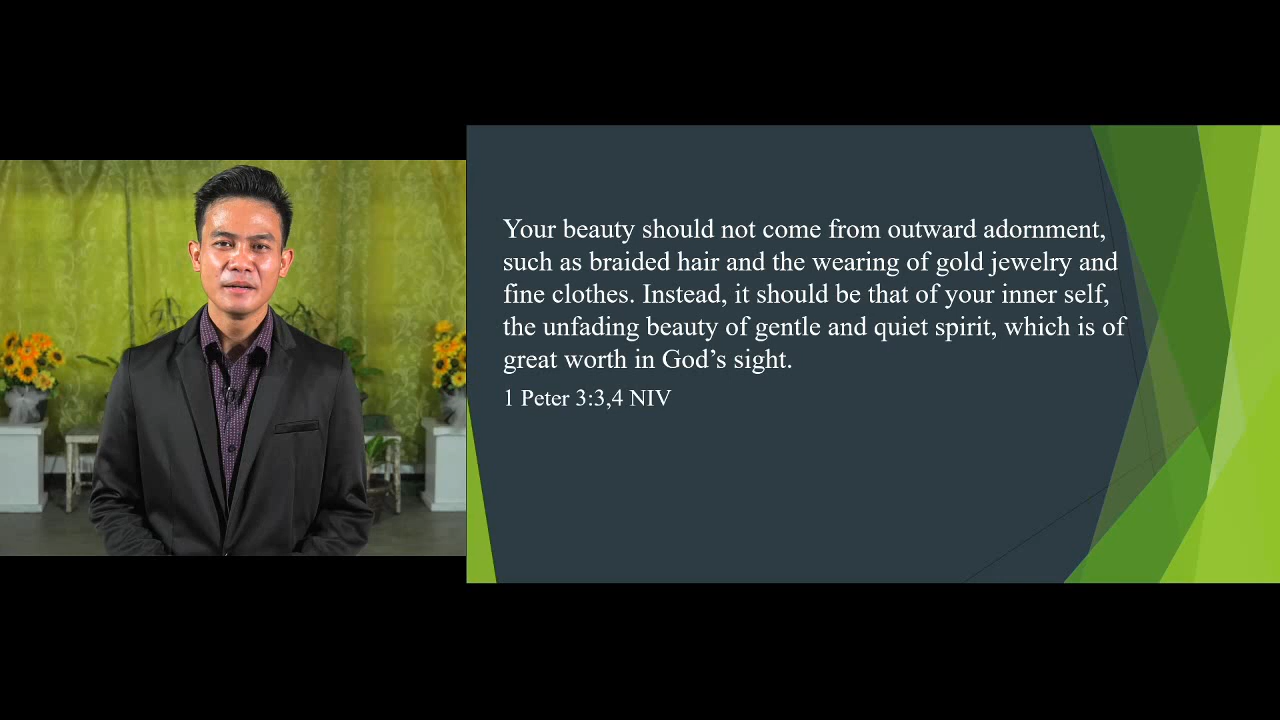 Your beauty should not come from outward adornment,
such as braided hair and the wearing of gold jewelry and
fine clothes. Instead, it should be that of your inner self,
the unfading beauty of gentle and quiet spirit, which is of
great worth in God’s sight.
1 Peter 3:3,4 NIV